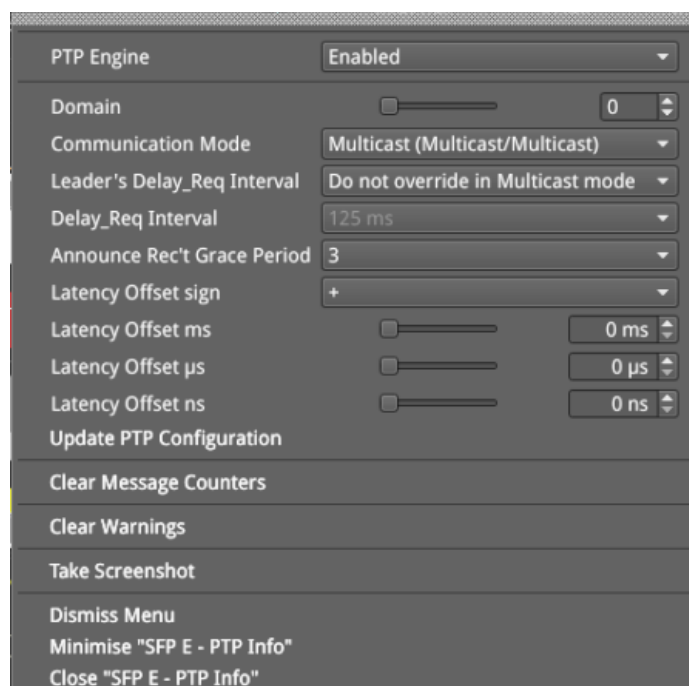 PTP Engine Enabled
Domain 0
Communication Mode Multicast (Multicast/Multicast)
Leader's Delay_Req Interval Do not override in Multicast mode
Delay_Req Interval 125 ms
Announce Rec't Grace Period 3
Latency Offset sign +
Latency Offset ms 0 ms
Latency Offset µs 0 µs
Latency Offset ns 0 ns
Update PTP Configuration
Clear Message Counters
Clear Warnings
Take Screenshot
Dismiss Menu
Minimise "SFP E - PTP Info"
Close "SFP E - PTP Info"